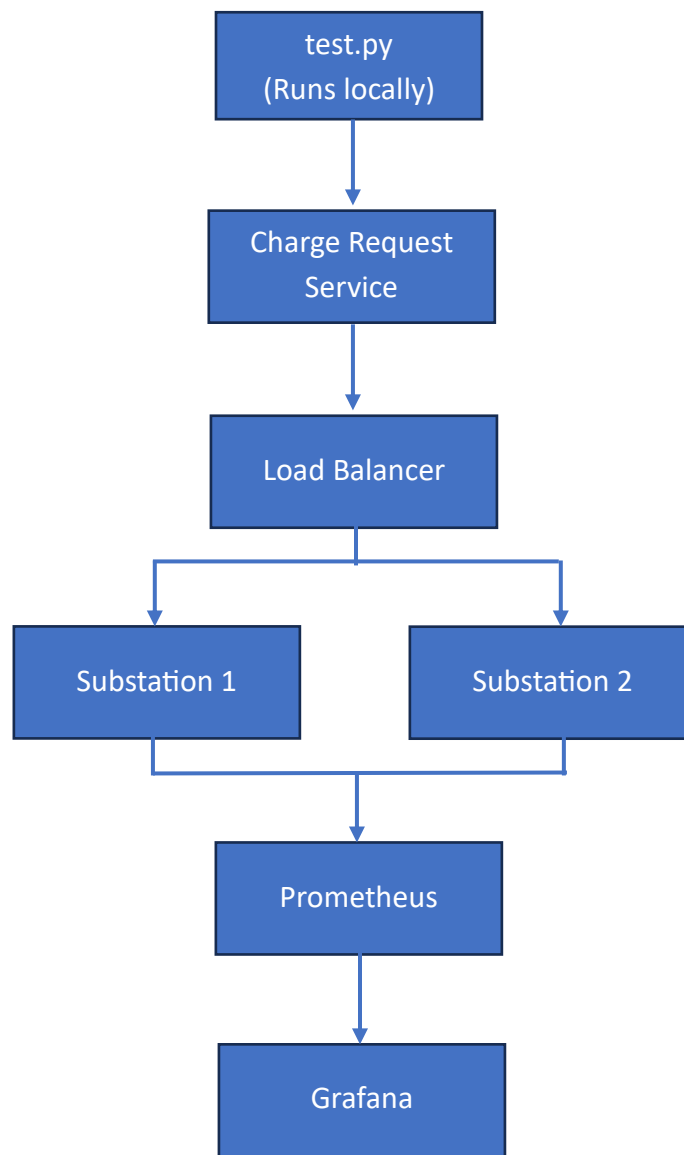 test.py
(Runs locally)
Charge Request
Service
Load Balancer
Substation 1
Substation 2
Prometheus
Grafana